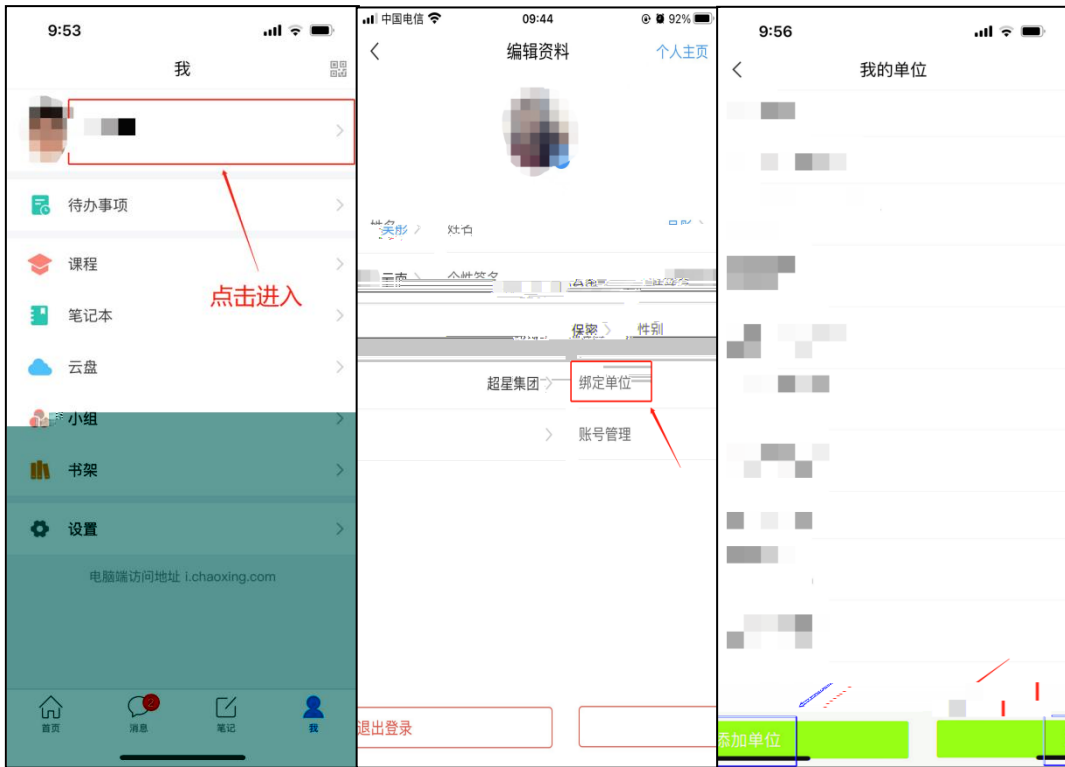 9:53
我
待办事项
课程
点击进入
笔记本
云盘
小组
书架
设置
电脑端访问地址 i.chaoxing.com
2
首页
消息
笔记
我
中国电信
09:44
92%
编辑资料
个人主页
姓名
保密
性别
超星集团
绑定单位
账号管理
退出登录
9:56
我的单位
添加单位